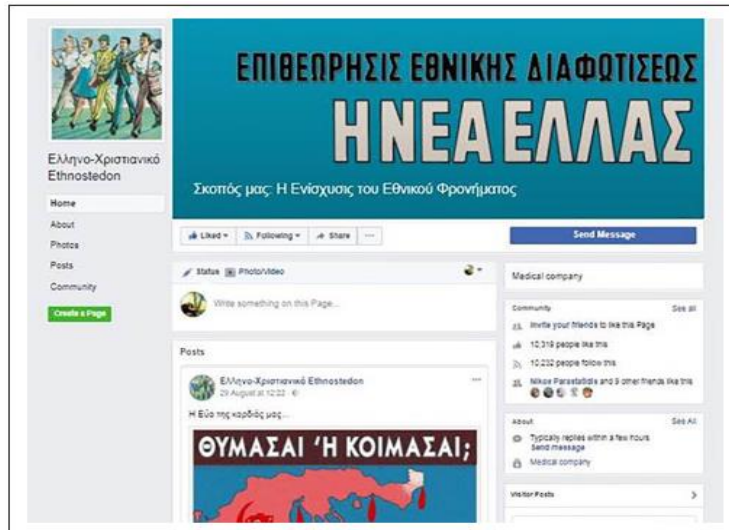 ΕΠΙΘΕΩΡΗΣΙΣ ΕΘΝΙΚΗΣ ΔΙΑΦΩΤΙΣΕΩΣ
Η ΝΕΑ ΕΛΛΑΣ
Σκοπός μας: Η Ενίσχυσις του Εθνικού Φρονήματος
Ελληνο-Χριστιανικό
Ethnostedon
Home
About
Photos
Posts
Community
Create a Page
Liked
Following
Share
Send Message
Status
Photo/Video
Write something on this Page...
Posts
Ελληνο-Χριστιανικό Ethnostedon
29 August at 12:22
Η Εύα της καρδιάς μας...
ΘΥΜΑΣΑΙ 'Η ΚΟΙΜΑΣΑΙ;
Medical company
Community
See all
Invite your friends to like this Page
10,319 people like this
10,232 people follow this
and 9 other friends like this
About
See All
Typically replies within a few hours
Send message
Medical company
Visitor Posts